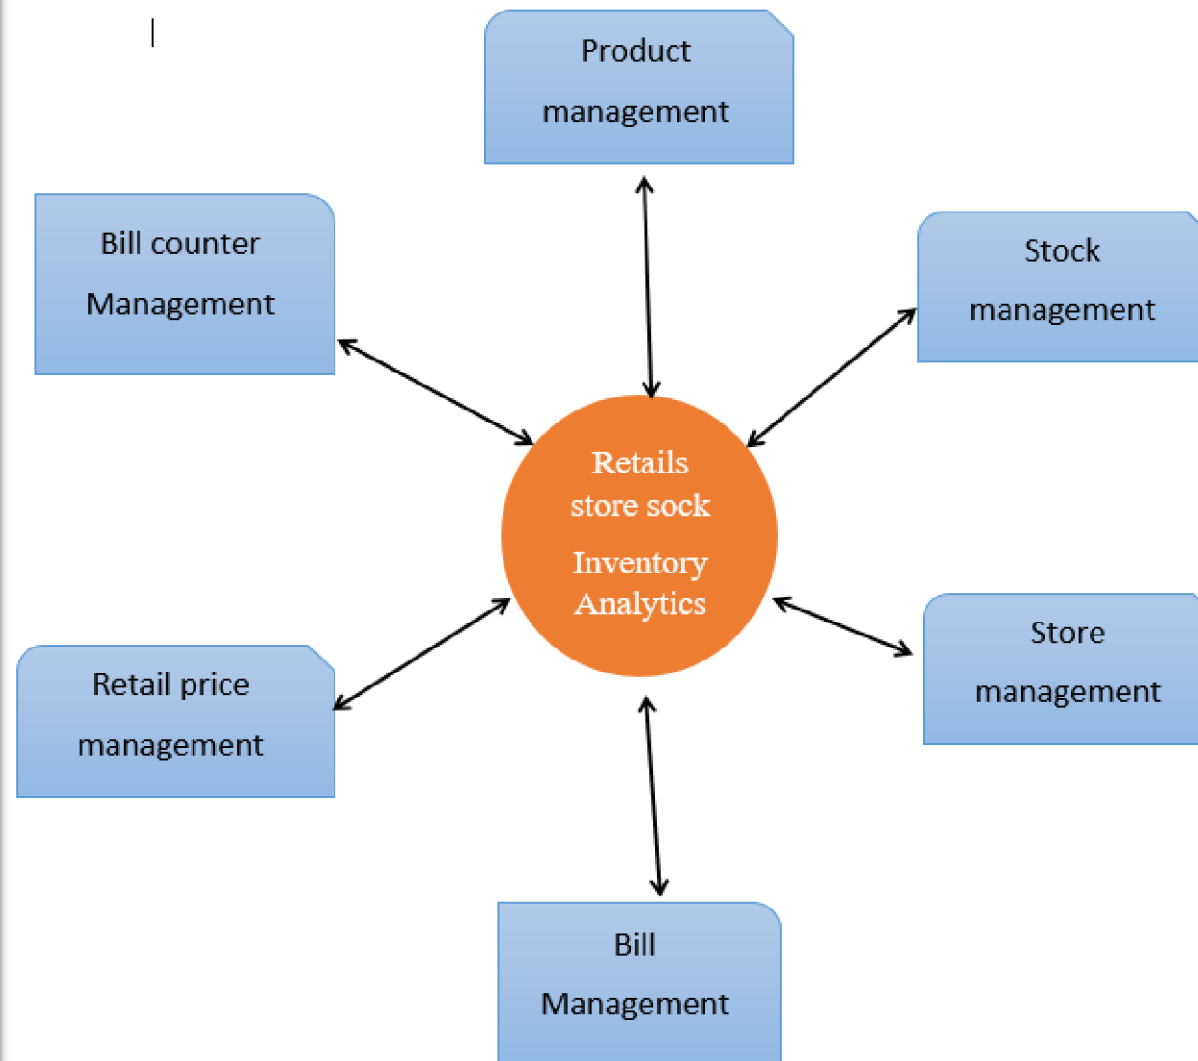 Product
management
Bill counter
Management
Stock
management
Retails
store sock
Inventory
Analytics
Store
management
Retail price
management
Bill
Management